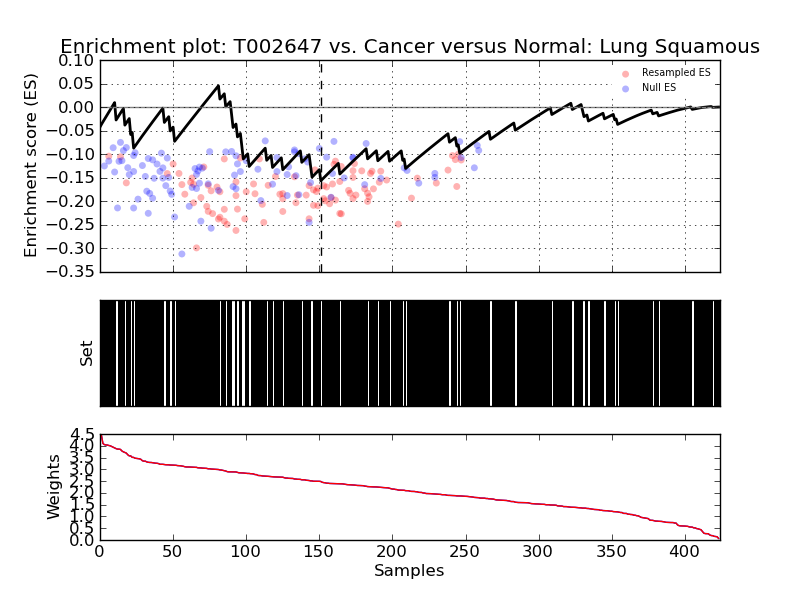 Enrichment plot: T002647 vs. Cancer versus Normal: Lung Squamous
Enrichment score (ES)
0.10
0.05
0.00
−0.05
−0.10
−0.15
−0.20
−0.25
−0.30
−0.35
Resampled ES
Null ES
Set
Weights
4.5
4.0
3.5
3.0
2.5
2.0
1.5
1.0
0.5
0.0
0 50 100 150 200 250 300 350 400
Samples